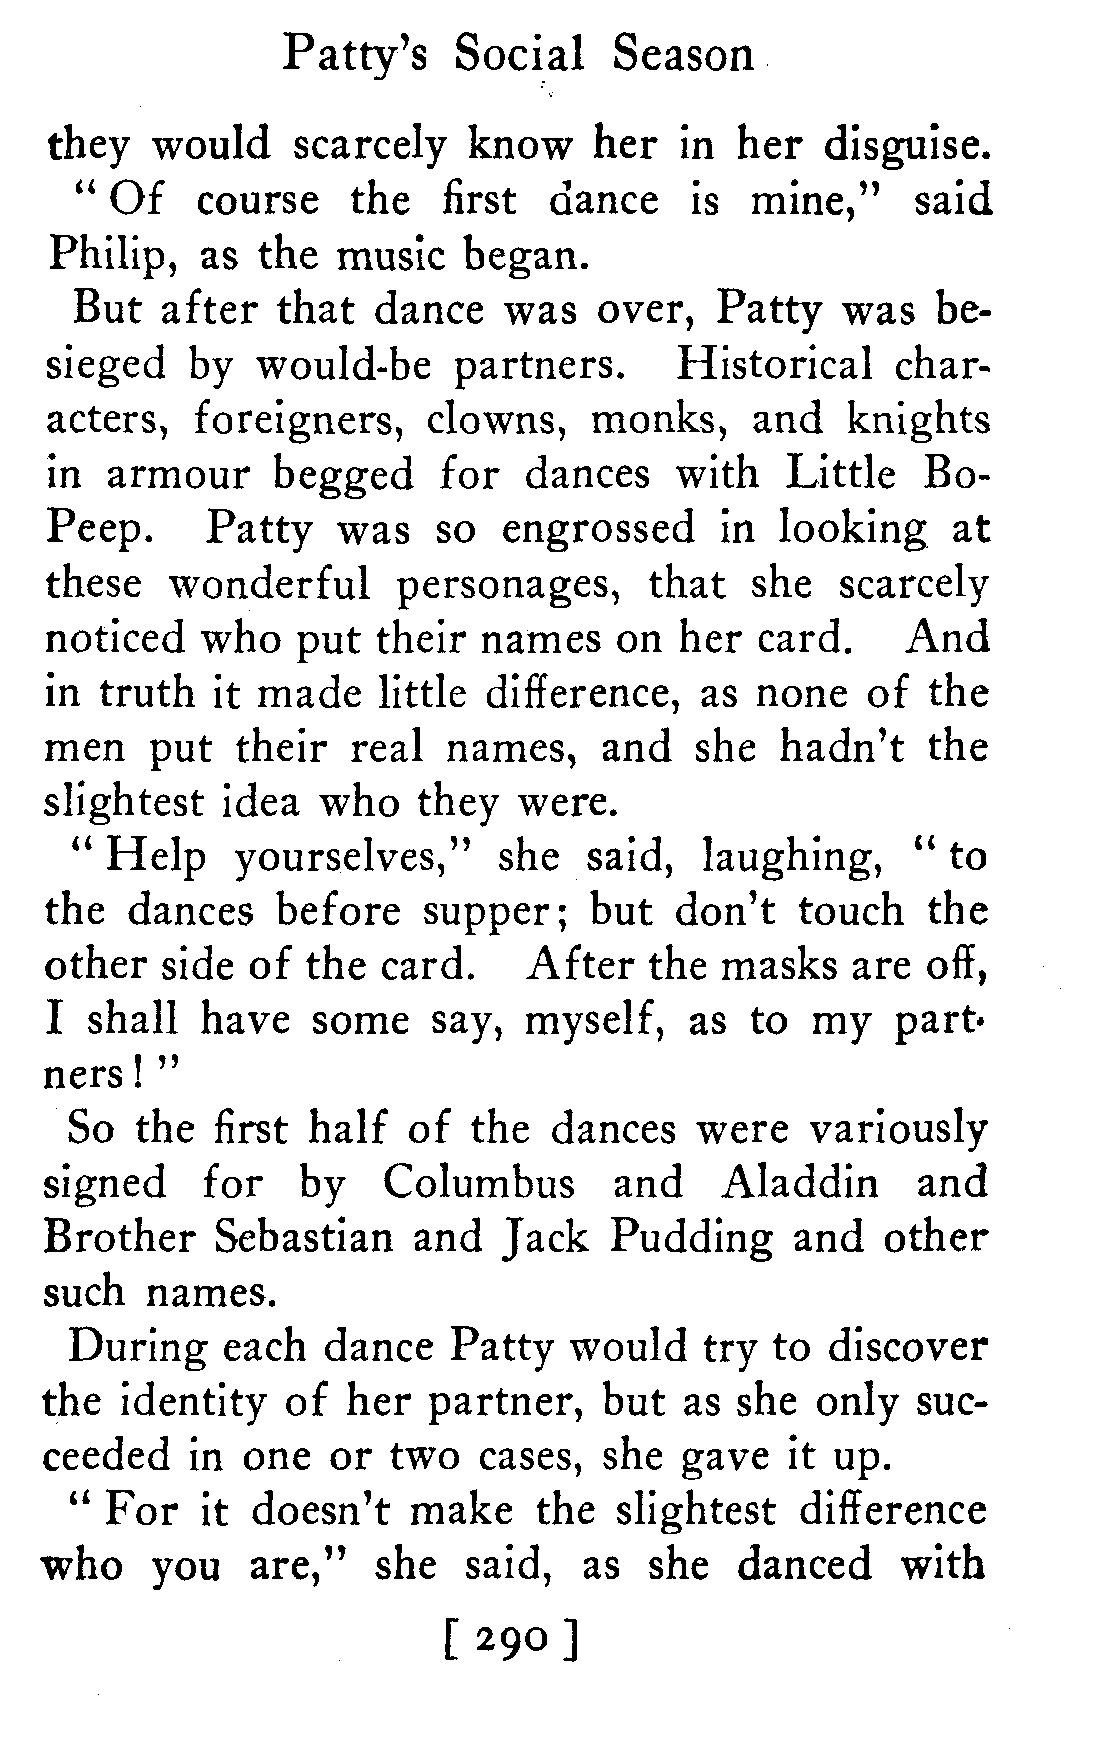 Patty's Social Season
they would scarcely know her in her disguise.
" Of course the first dance is mine," said
Philip, as the music began.
But after that dance was over, Patty was be-
sieged by would-be partners. Historical char-
acters, foreigners, clowns, monks, and knights
in armour begged for dances with Little Bo-
Peep. Patty was so engrossed in looking at
these wonderful personages, that she scarcely
noticed who put their names on her card. And
in truth it made little difference, as none of the
men put their real names, and she hadn't the
slightest idea who they were.
" Help yourselves," she said, laughing, " to
the dances before supper; but don't touch the
other side of the card. After the masks are off,
I shall have some say, myself, as to my part-
ners! "
So the first half of the dances were variously
signed for by Columbus and Aladdin and
Brother Sebastian and Jack Pudding and other
such names.
During each dance Patty would try to discover
the identity of her partner, but as she only suc-
ceeded in one or two cases, she gave it up.
" For it doesn't make the slightest difference
who you are," she said, as she danced with
[ 290 ]